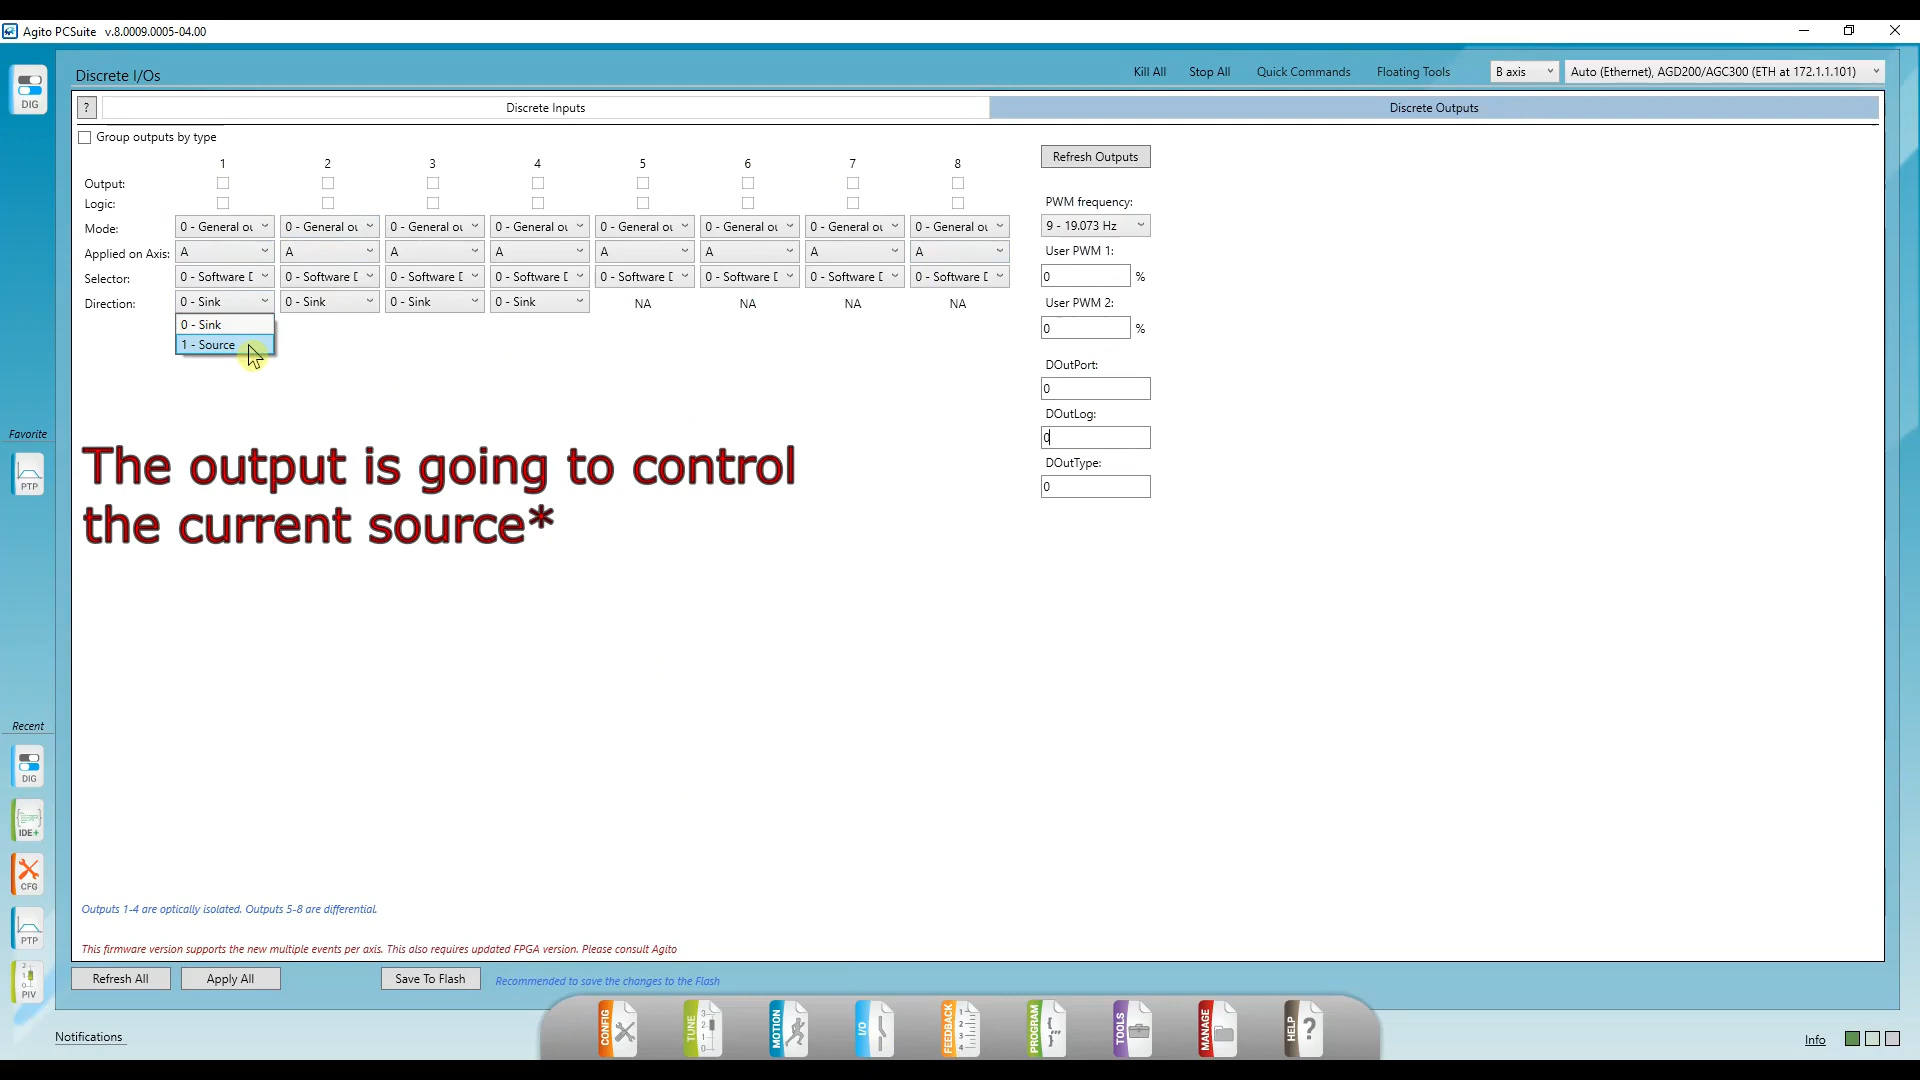 Agito PCSuite v.8.0009.0005-04.00
DIG
Discrete I/Os
Kill All Stop All Quick Commands Floating Tools B axis Auto (Ethernet), AGD200/AGC300 (ETH at 172.1.1.101)
? Discrete Inputs Discrete Outputs
Group outputs by type
1 2 3 4 5 6 7 8
Output:
Logic:
Mode: 0 - General ou 0 - General ou 0 - General ou 0 - General ou 0 - General ou 0 - General ou 0 - General ou 0 - General ou
Applied on Axis: A A A A A A A A
Selector: 0 - Software D 0 - Software D 0 - Software D 0 - Software D 0 - Software D 0 - Software D 0 - Software D 0 - Software D
Direction: 0 - Sink 0 - Sink 0 - Sink 0 - Sink NA NA NA NA
0 - Sink
1 - Source
Refresh Outputs
PWM frequency:
9 - 19.073 Hz
User PWM 1:
0 %
User PWM 2:
0 %
DOutPort:
0
DOutLog:
0
DOutType:
0
The output is going to control
the current source*
Favorite
PTP
Recent
DIG
IDE+
CFG
PTP
PIV
Outputs 1-4 are optically isolated. Outputs 5-8 are differential.
This firmware version supports the new multiple events per axis. This also requires updated FPGA version. Please consult Agito
Refresh All Apply All Save To Flash Recommended to save the changes to the Flash
CONFIG TUNE MOTION I/O FEEDBACK PROGRAM TOOLS MANAGE HELP
Notifications
Info